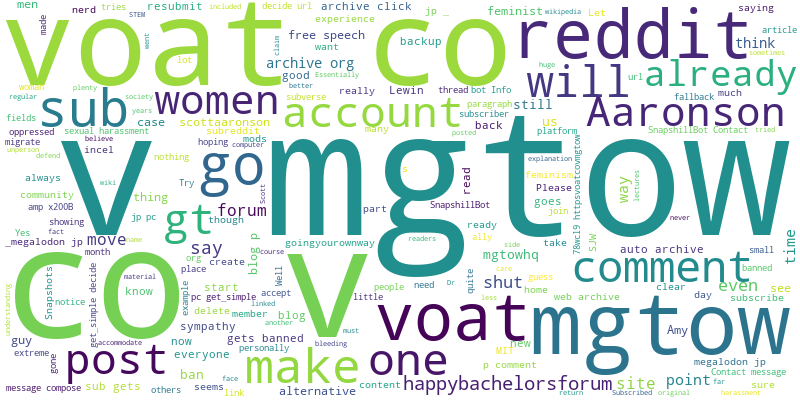 men
nerd
tries
resubmit
decide url
archive click
jp _
feminist
wikipedia
Let
saying
made
STEM
included
experience
voat
co
reddit
free speech
want
backup
think
article
sometimes
went
claim
archive org
good
better
Essentially
lot
will
already
huge
url
fallback
much
Woman
society
plenty
regular
years
sub
women
subverse
really
Lewin
thread
bot Info
paragraph
subscriber
account
still
Aaronson
fields
case
scottaaronson
back
us
platform
posted
SnapshillBot Contact
tried
oppressed
migrate
unperson
sexual harassment
believe
incel
defend
subreddit
mods
many
hoping
computer
nothing
explanation
v
mgtow
go
always
Try
wiki
Scott
s
read
feminism
Please
way
lectures
community
thing
SnapshillBot
goes
join
78wci9 httpsvoatcovmgtow
amp x200B
Yes
showing
fact
gt
forum
though
part
ready
ally
SJW
never
time
_megalodon jp
move
month
jp pc
org
say
blog p
goingyourownway
readers
side
take
auto archive
small
banned
name
mgtowhq
quite
co
v
place
create
Well
course
care
Dr
guess
comment
even
see
understanding
Snapshots
notice
know
material
get_simple decide
example
start
pc get_simple
accept
people
need
shut
home
web archive
clear
day
subscribe
guy
delete
member
blog
another
little
voat
less
mgtow
extreme
gone
accommodate
now
sympathy
linked
must
MIT
new
Amy
megalodon jp
post
everyone
gets banned
personally
bleeding
one
p comment
Contact message
far
ban
seems
make
happybachelorsforum
site
point
sure
message compose
sub gets
others
link
face
alternative
content
return
Subscribed
original
harassment